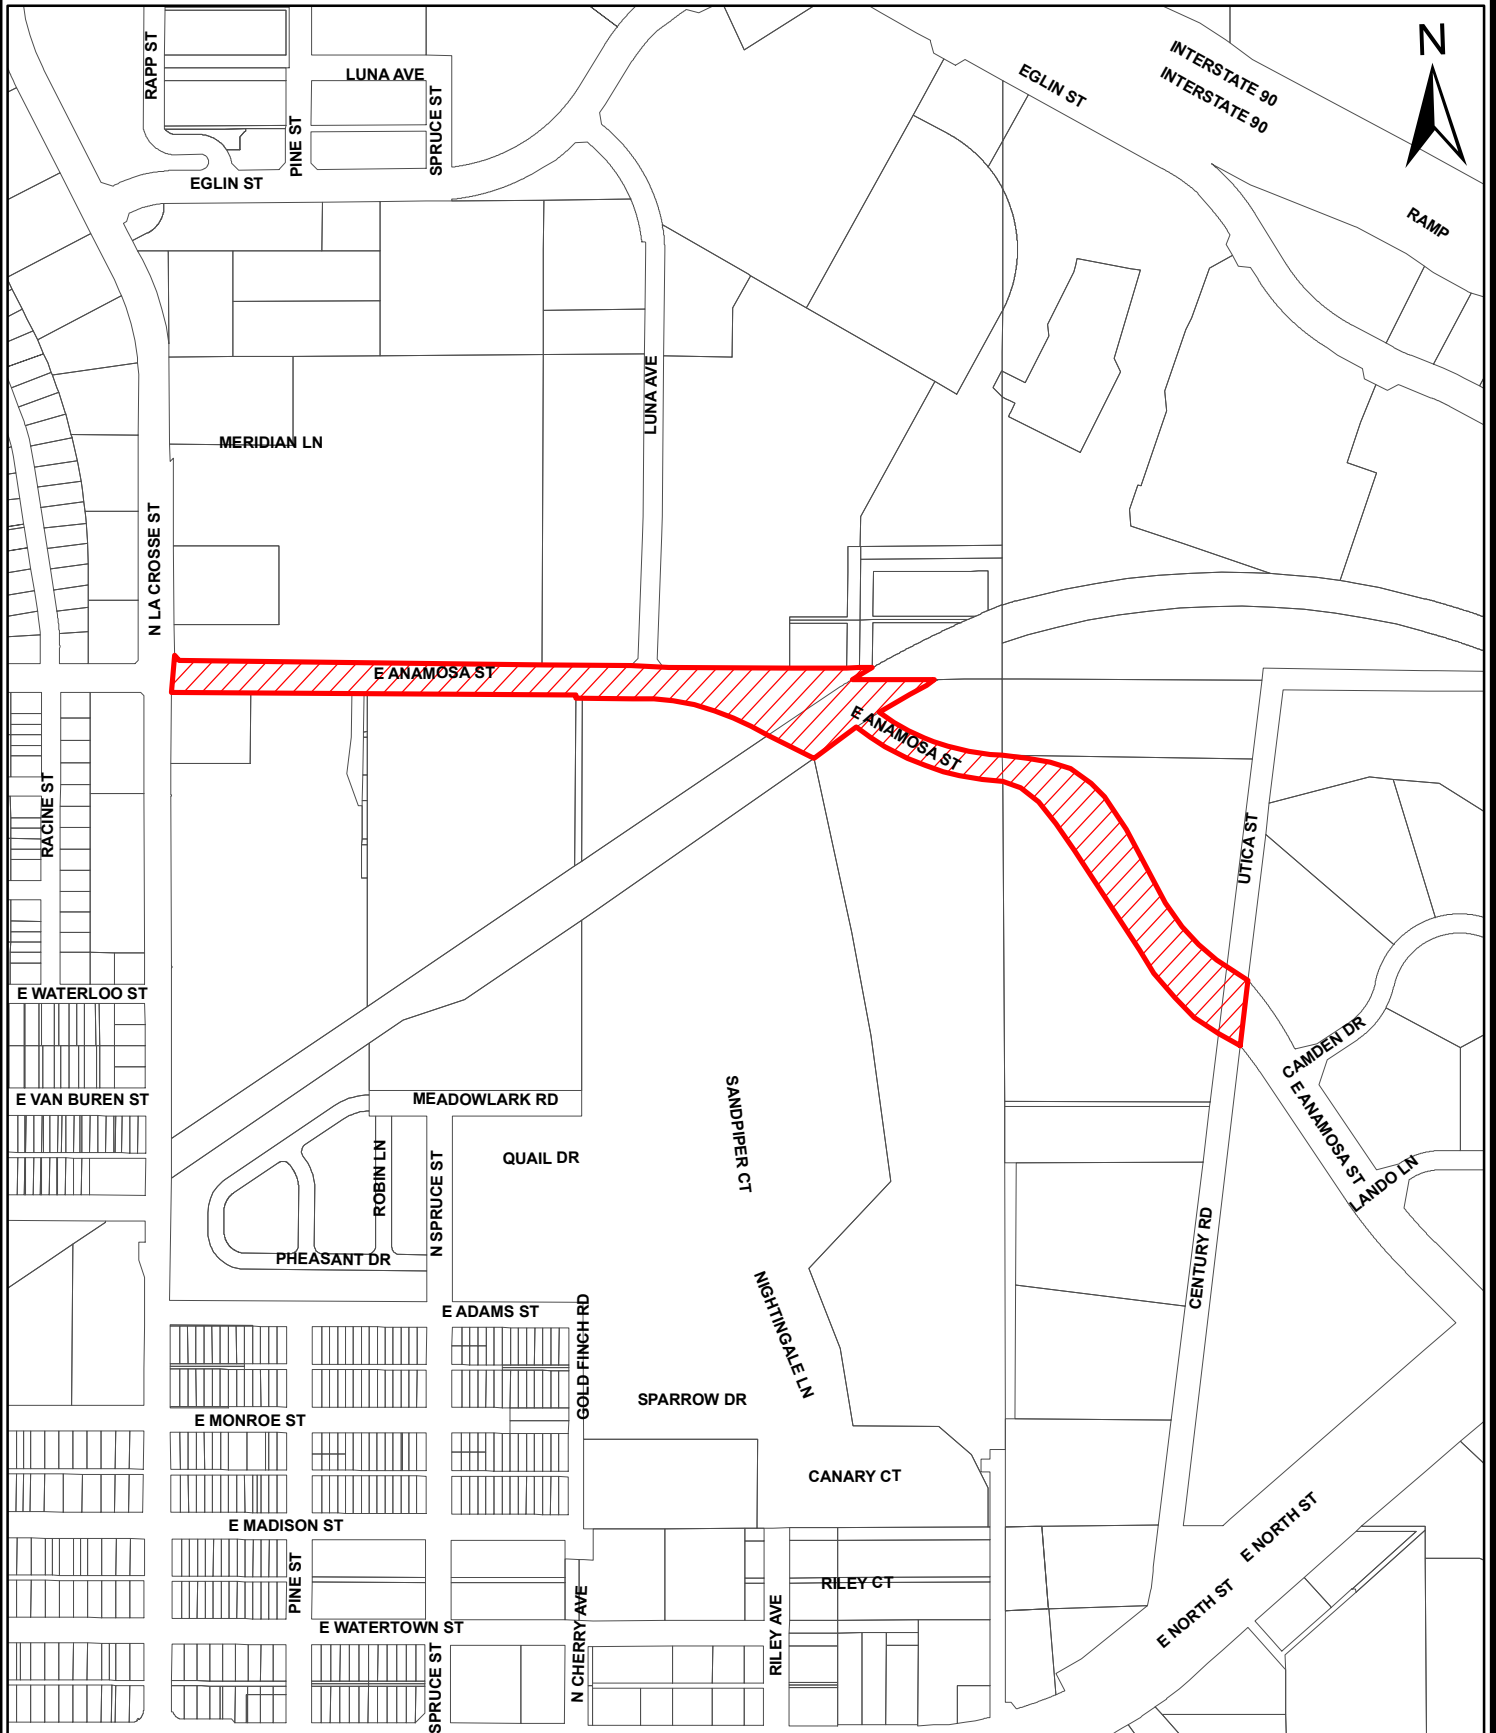 N
RAPP ST
LUNA AVE
PINE ST
SPRUCE ST
EGLIN ST
EGLIN ST
INTERSTATE 90
INTERSTATE 90
RAMP
MERIDIAN LN
LUNA AVE
N LA CROSSE ST
E ANAMOSA ST
E ANAMOSA ST
RACINE ST
UTICA ST
E WATERLOO ST
CAMDEN DR
E ANAMOSA ST
LANDO LN
E VAN BUREN ST
MEADOWLARK RD
SANDPIPER CT
QUAIL DR
ROBIN LN
N SPRUCE ST
PHEASANT DR
CENTURY RD
E ADAMS ST
GOLD FINCH RD
NIGHTINGALE LN
SPARROW DR
E MONROE ST
CANARY CT
E MADISON ST
E NORTH ST
PINE ST
RILEY CT
N CHERRY AVE
RILEY AVE
E NORTH ST
E WATERTOWN ST
SPRUCE ST